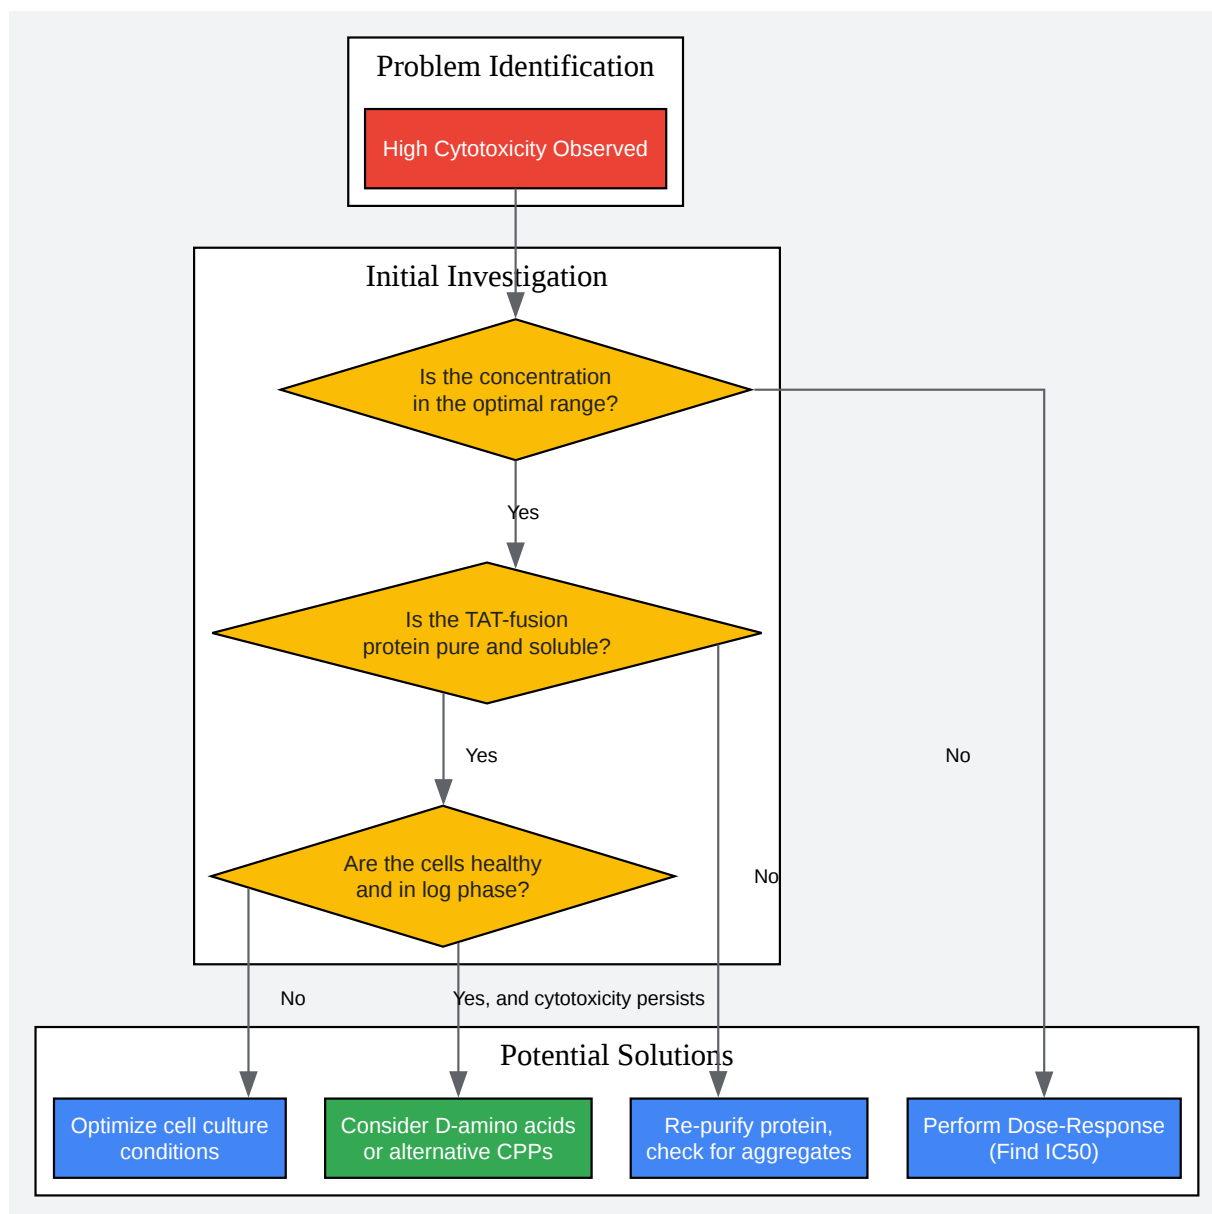 Problem Identification
High Cytotoxicity Observed
Initial Investigation
Is the concentration
in the optimal range?
Yes
Is the TAT-fusion
protein pure and soluble?
Yes
No
Are the cells healthy
and in log phase?
No
No
Yes, and cytotoxicity persists
Potential Solutions
Optimize cell culture
conditions
Consider D-amino acids
or alternative CPPs
Re-purify protein,
check for aggregates
Perform Dose-Response
(Find IC50)